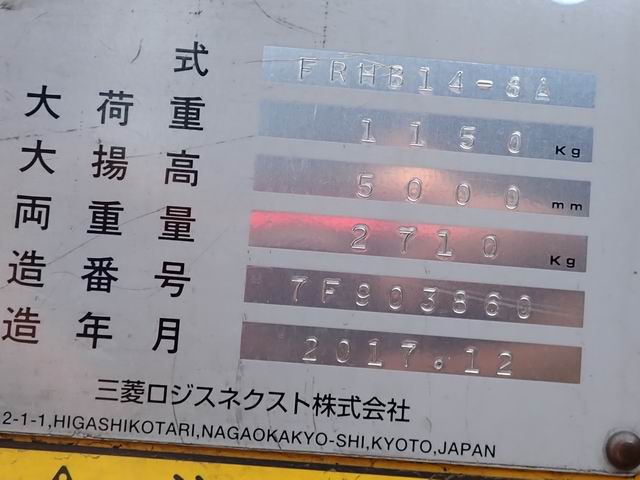 式 FRHB14-8A
大荷重 1150 Kg
大揚高 5000 mm
両重量 2710 Kg
造番号 7F903860
造年月 2017.12
三菱ロジスネクスト株式会社
2-1-1,HIGASHIKOTARI,NAGAOKAKYO-SHI,KYOTO,JAPAN